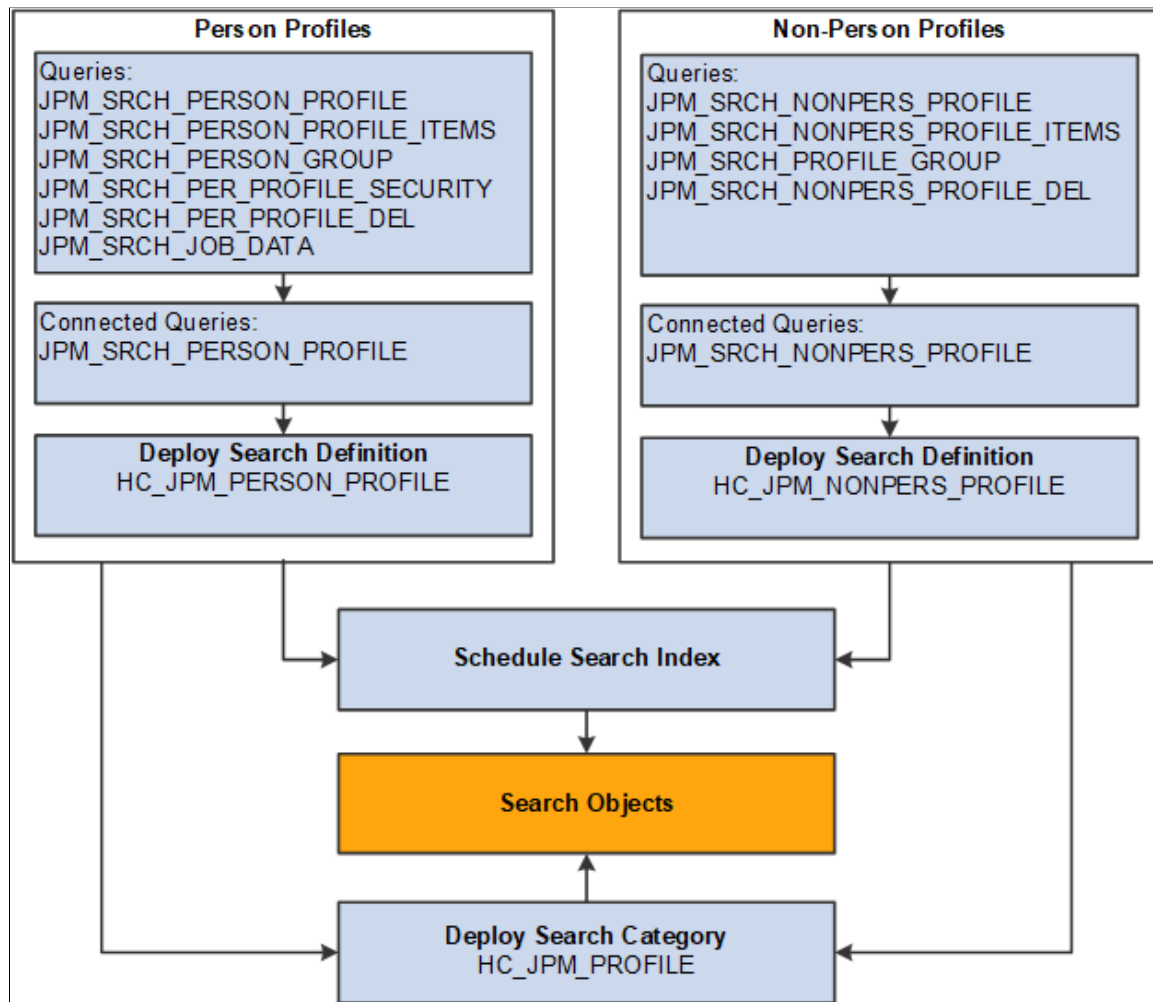 Person Profiles
Queries:
JPM_SRCH_PERSON_PROFILE
JPM_SRCH_PERSON_PROFILE_ITEMS
JPM_SRCH_PERSON_GROUP
JPM_SRCH_PER_PROFILE_SECURITY
JPM_SRCH_PER_PROFILE_DEL
JPM_SRCH_JOB_DATA
Connected Queries:
JPM_SRCH_PERSON_PROFILE
Deploy Search Definition
HC_JPM_PERSON_PROFILE
Non-Person Profiles
Queries:
JPM_SRCH_NONPERS_PROFILE
JPM_SRCH_NONPERS_PROFILE_ITEMS
JPM_SRCH_PROFILE_GROUP
JPM_SRCH_NONPERS_PROFILE_DEL
Connected Queries:
JPM_SRCH_NONPERS_PROFILE
Deploy Search Definition
HC_JPM_NONPERS_PROFILE
Schedule Search Index
Search Objects
Deploy Search Category
HC_JPM_PROFILE